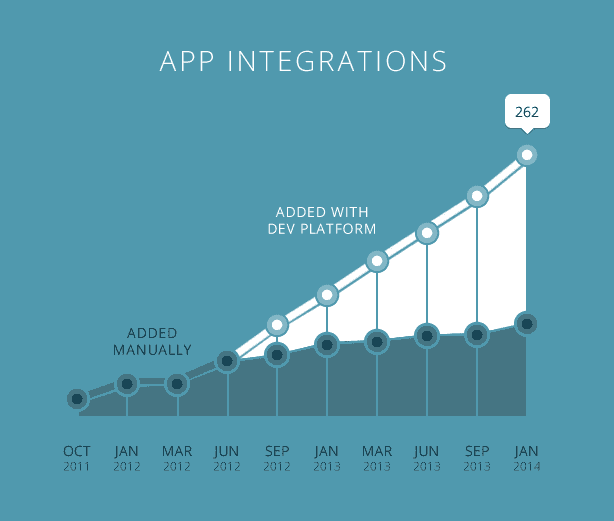 APP INTEGRATIONS
262
ADDED WITH
DEV PLATFORM
ADDED
MANUALLY
OCT JAN MAR JUN SEP JAN MAR JUN SEP JAN
2011 2012 2012 2012 2012 2013 2013 2013 2013 2014